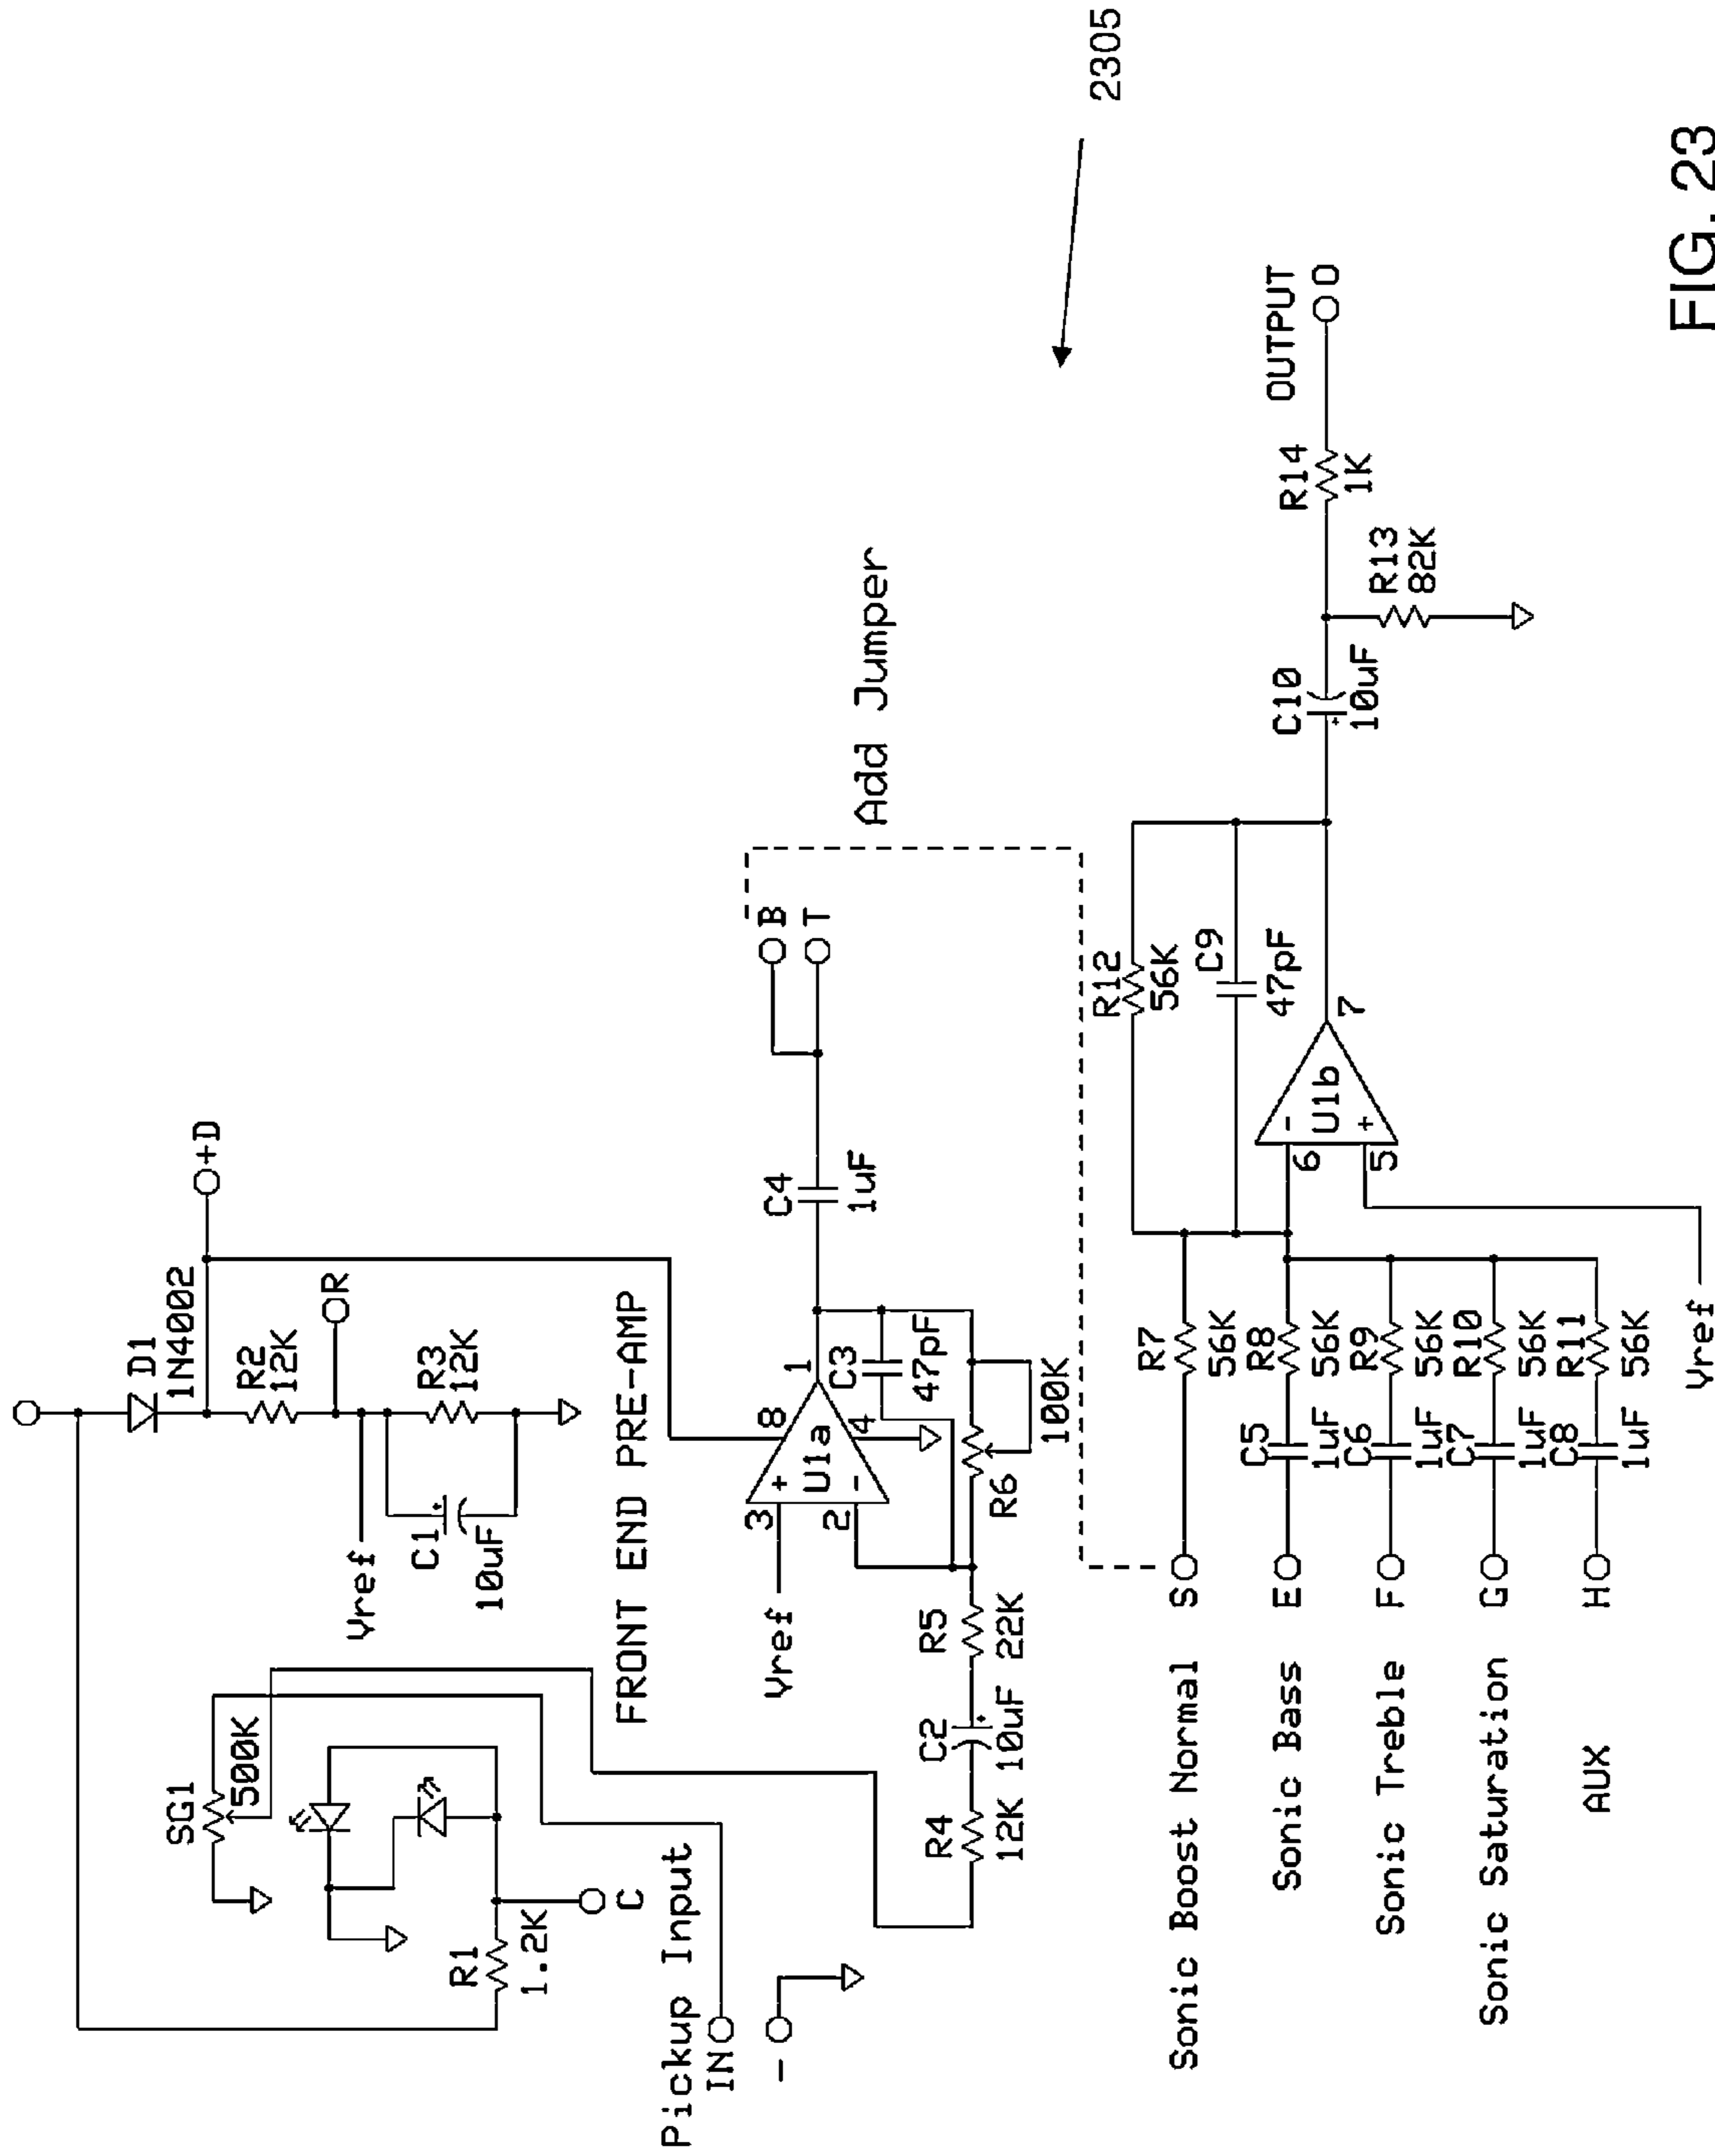 D1
1N4002
+D
R2
12K
R
R3
12K
Vref
C1
10uF
SG1
500K
R1
1.2K
C
FRONT END PRE-AMP
Pickup Input
IN
-
Vref
3
+
2
-
U1a
8
4
1
C3
47pF
R6
100K
R4
12K
C2
10uF
R5
22K
C4
1uF
B
T
Add Jumper
2305
Sonic Boost Normal
S
R7
56K
Sonic Bass
E
C5
1uF
R8
56K
Sonic Treble
F
C6
1uF
R9
56K
Sonic Saturation
G
C7
1uF
R10
56K
AUX
H
C8
1uF
R11
56K
Vref
6
-
5
+
U1b
7
R12
56K
C9
47pF
C10
+
10uF
R13
82K
R14
1K
OUTPUT
O
FIG. 23